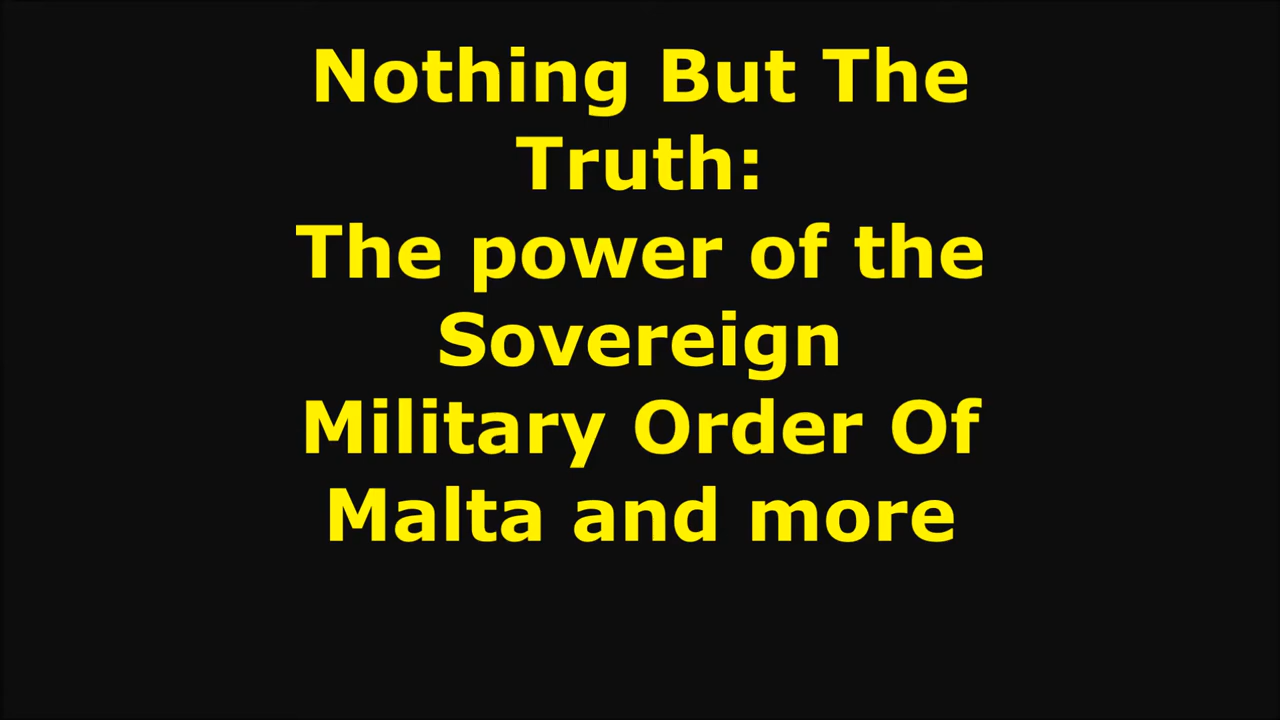 Nothing But The
Truth:
The power of the
Sovereign
Military Order Of
Malta and more